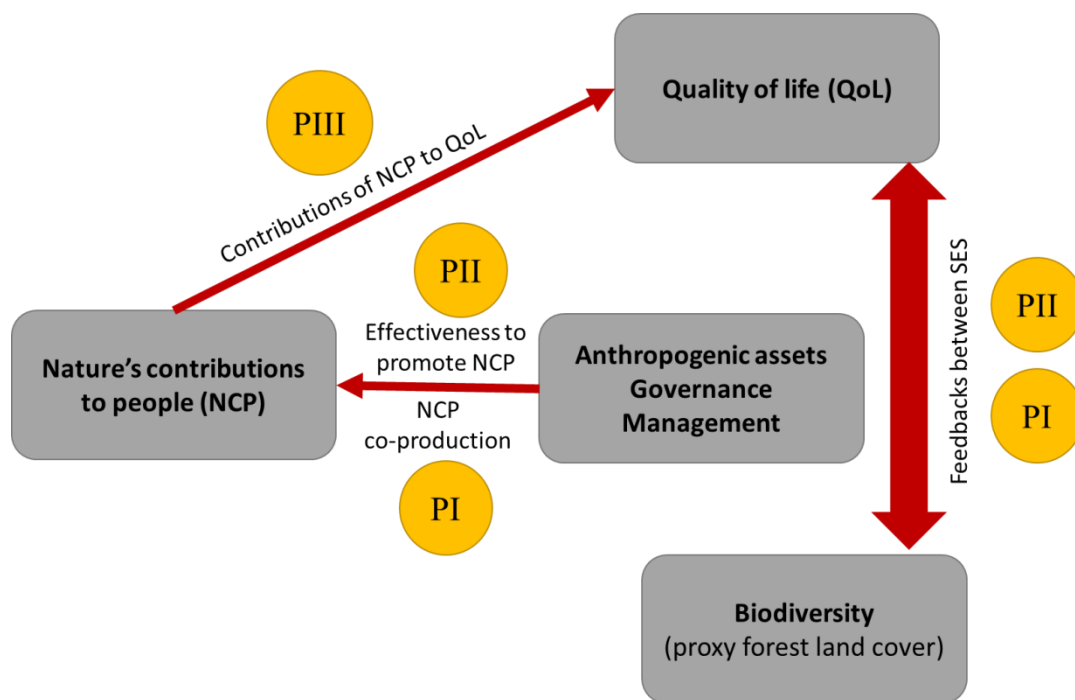 Quality of life (QoL)
PIII
Contributions of NCP to QoL
PII
Effectiveness to
promote NCP
Nature’s contributions
to people (NCP)
NCP
co-production
PI
Anthropogenic assets
Governance
Management
Feedbacks between SES
PII
PI
Biodiversity
(proxy forest land cover)